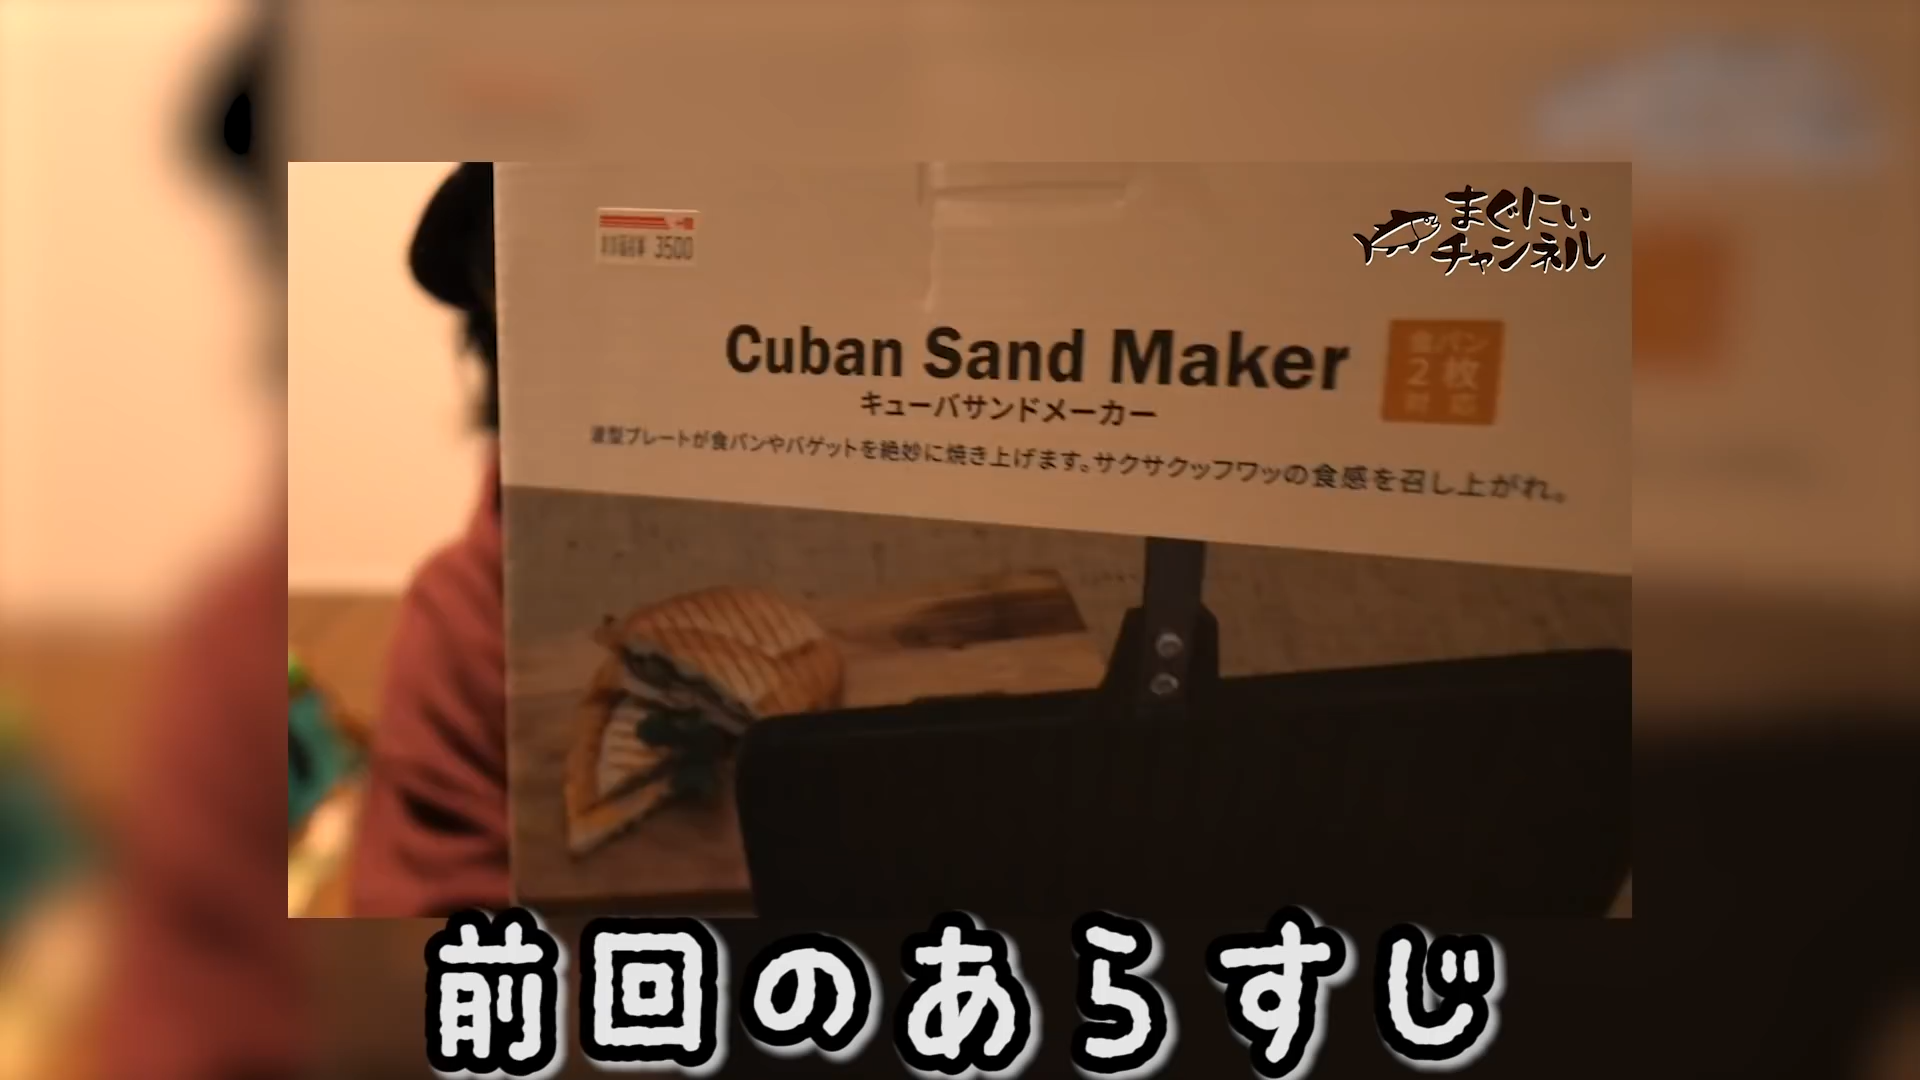 まぐにぃ
チャンネル
3500
Cuban Sand Maker
キューバサンドメーカー
食パン
2枚
対応
波型プレートが食パンやバゲットを絶妙に焼き上げます。サクサクッフワッの食感を召し上がれ。
前回のあらすじ